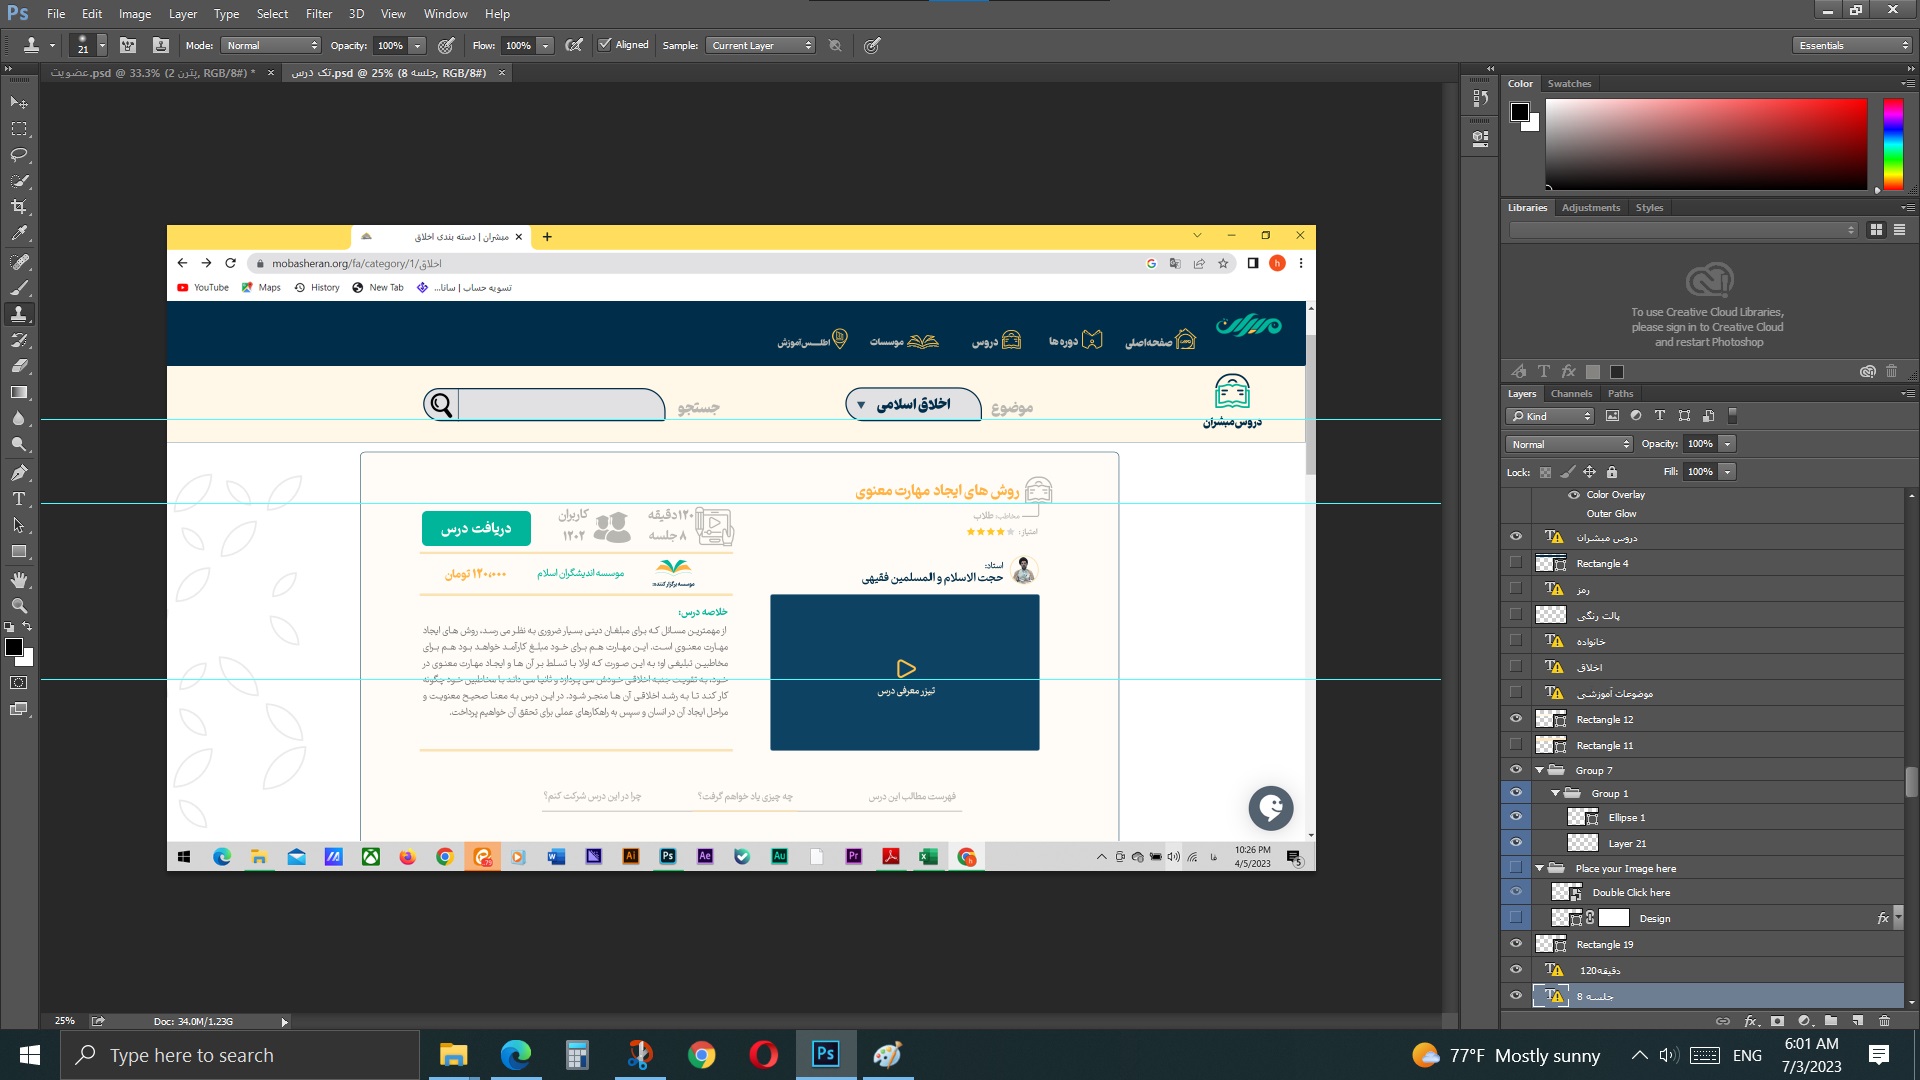 Ps File Edit Image Layer Type Select Filter 3D View Window Help
21 Mode: Normal Opacity: 100% Flow: 100% Aligned Sample: Current Layer Essentials
عضویت.psd @ 33.3% (پترن 2, RGB/8#) * × تک درس.psd @ 25% (جلسه 8, RGB/8#) ×
Color Swatches
مبشران | دسته بندی اخلاق
mobasheran.org/fa/category/1/اخلاق
YouTube Maps History New Tab تسویه حساب | سانا...
صفحه اصلی دوره ها دروس موسسات اطلــس آموزش
دروس مبشران
موضوع اخلاق اسلامی جستجو
روش های ایجاد مهارت معنوی
مخاطب: طلاب
امتیاز:
استاد:
حجت الاسلام و المسلمین فقیهی
تیزر معرفی درس
۱۲۰دقیقه
۸ جلسه
کاربران
۱۲۰۲
دریافت درس
موسسه برگزار کننده:
موسسه اندیشگران اسلام
۱۲۰،۰۰۰ تومان
خلاصه درس:
از مهمترین مسائل که برای مبلغان دینی بسیار ضروری به نظر می رسد، روش های ایجاد
مهارت معنوی است. این مهارت هم برای خود مبلغ کارآمد خواهد بود هم برای
مخاطبین تبلیغی او؛ به این صورت که اولا با تسلط بر آن ها و ایجاد مهارت معنوی در
خود، به تقویت جنبه اخلاقی خودش می پردازد و ثانیا می داند با مخاطبین خود چگونه
کار کند تا به رشد اخلاقی آن ها منجر شود. در این درس به معنا صحیح معنویت و
مراحل ایجاد آن در انسان و سپس به راهکارهای عملی برای تحقق آن خواهیم پرداخت.
فهرست مطالب این درس چه چیزی یاد خواهم گرفت؟ چرا در این درس شرکت کنم؟
10:26 PM
4/5/2023
5
Libraries Adjustments Styles
To use Creative Cloud Libraries,
please sign in to Creative Cloud
and restart Photoshop
Layers Channels Paths
Kind
Normal Opacity: 100%
Lock: Fill: 100%
Color Overlay
Outer Glow
دروس مبشران
Rectangle 4
رمز
پالت رنگی
خانواده
اخلاق
موضوعات آموزشی
Rectangle 12
Rectangle 11
Group 7
Group 1
Ellipse 1
Layer 21
Place your Image here
Double Click here
Design fx
Rectangle 19
دقیقه120
جلسه 8
25% Doc: 34.0M/1.23G
Type here to search
77°F Mostly sunny ENG 6:01 AM
7/3/2023